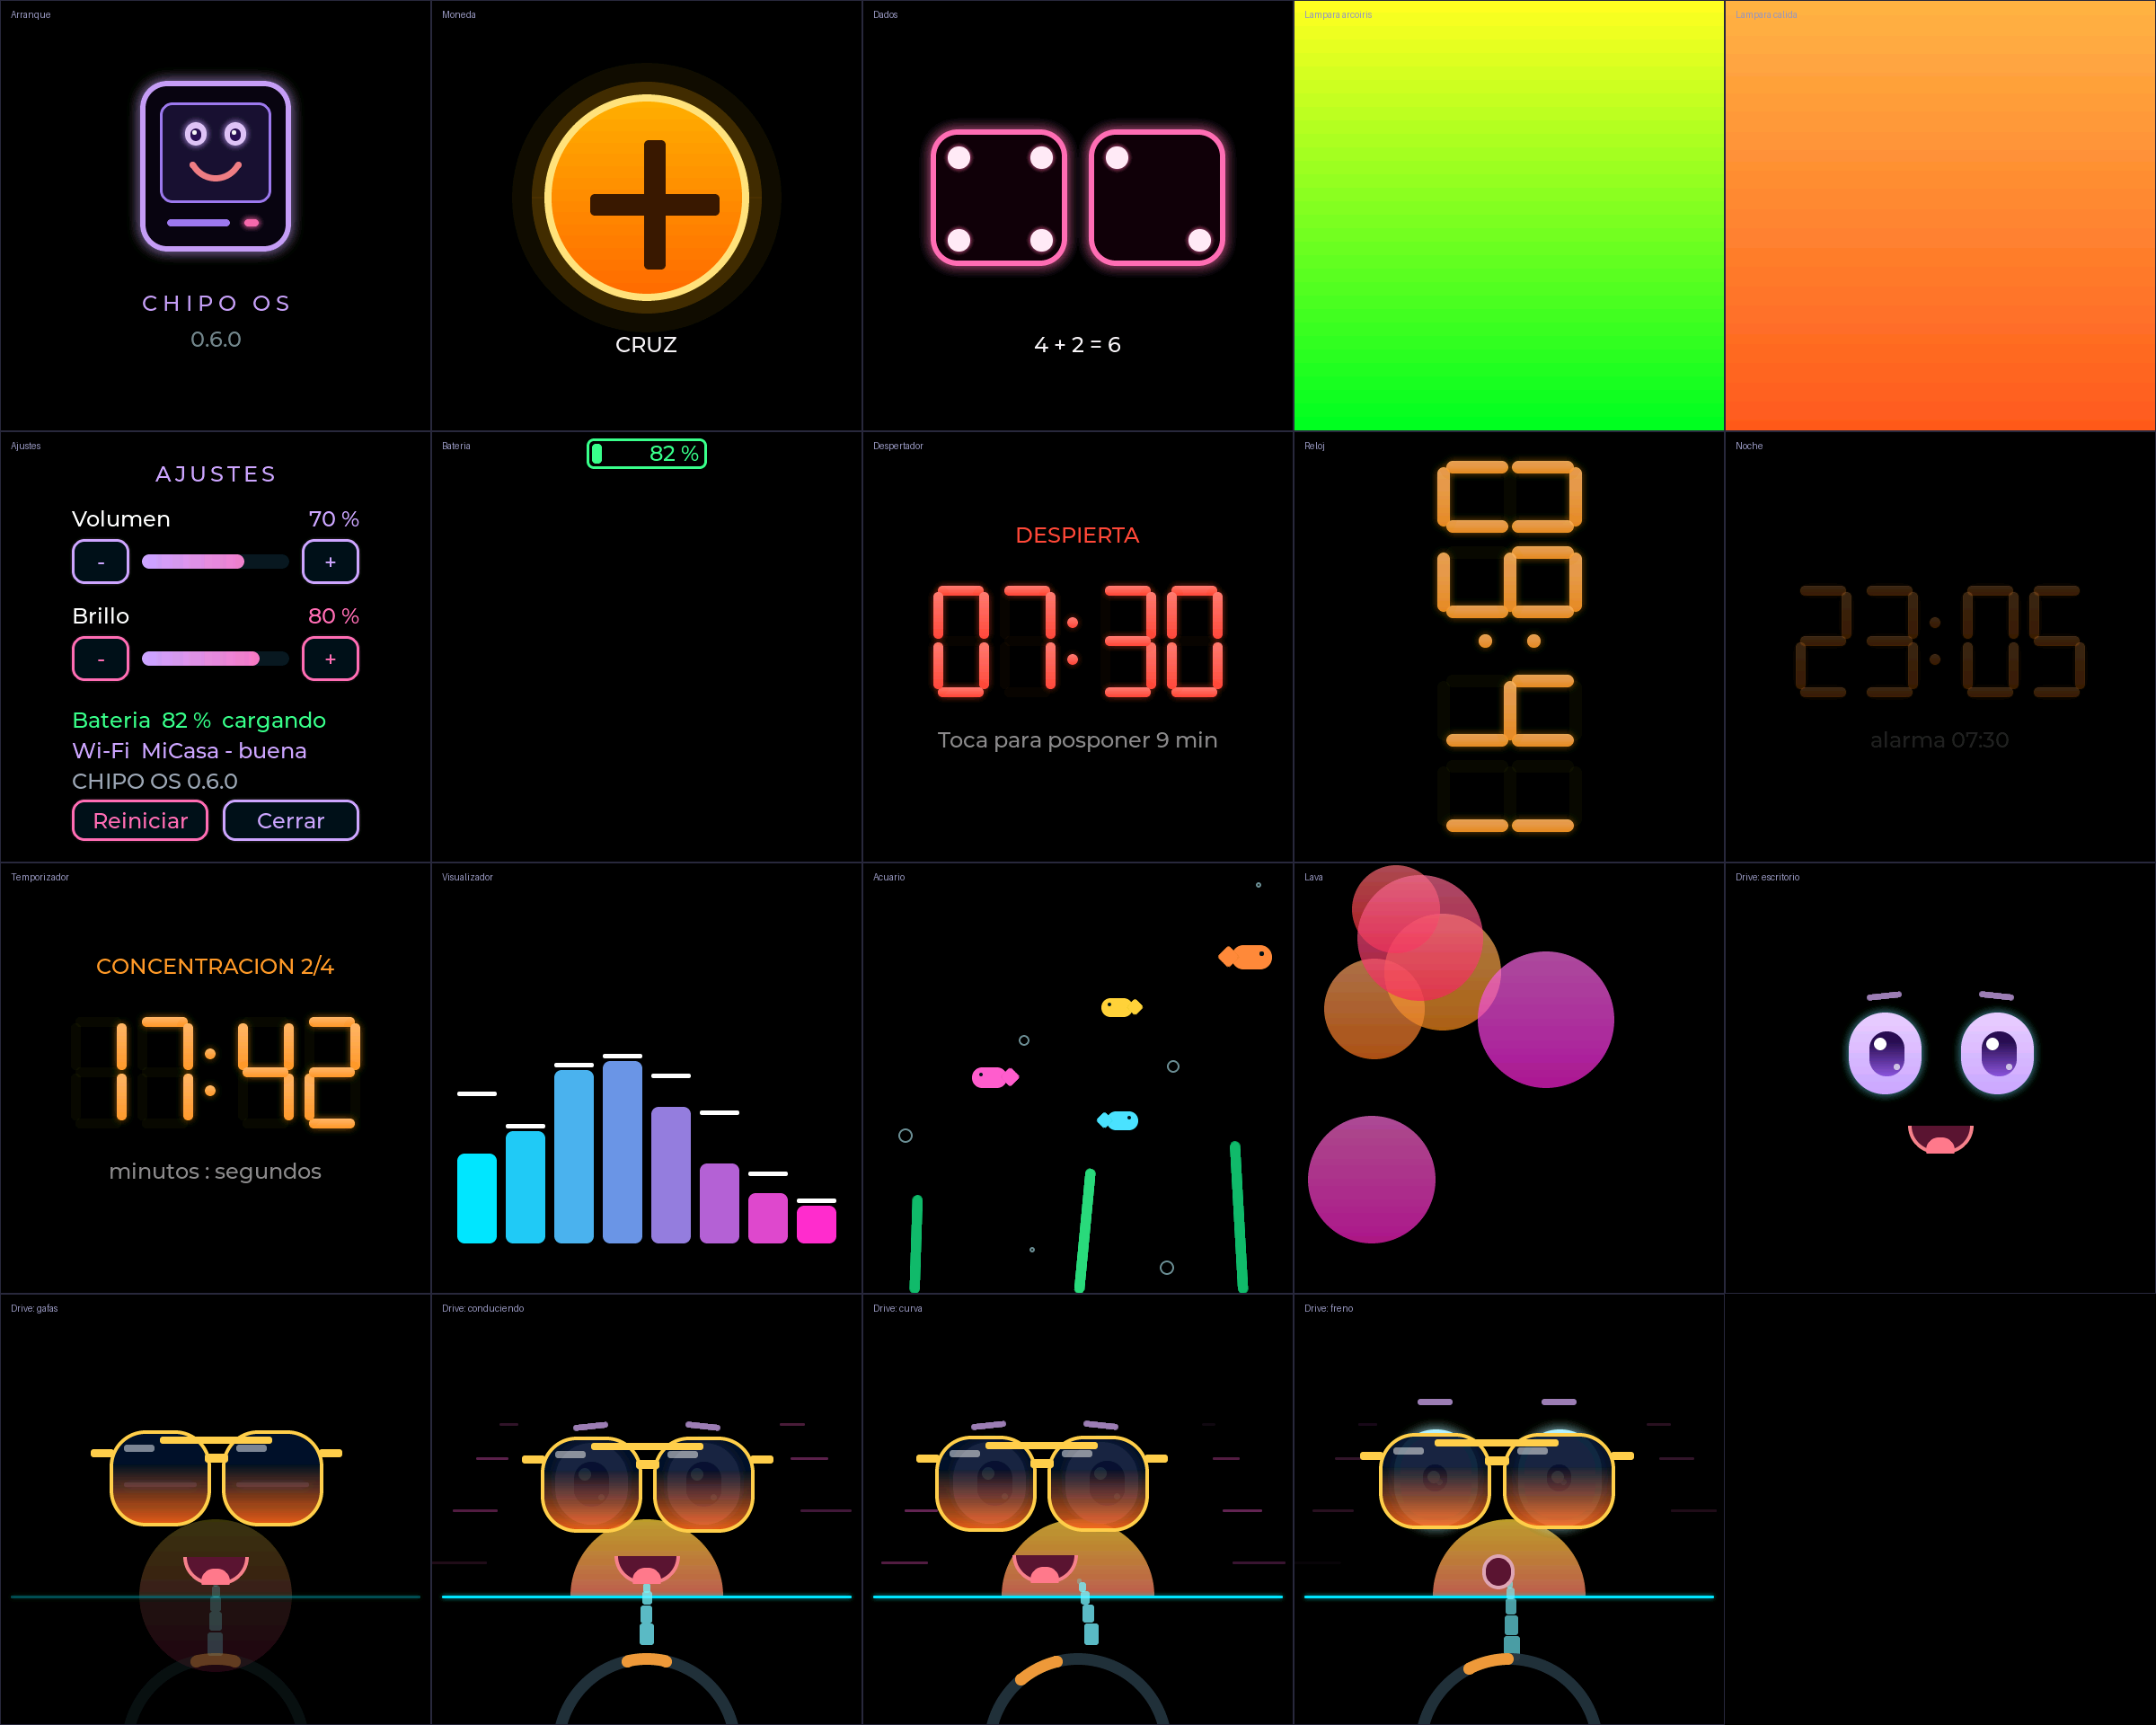 Arranque
CHIPO OS
0.6.0
Moneda
CRUZ
Dados
4 + 2 = 6
Lampara arcoiris
Lampara calida
Ajustes
AJUSTES
Volumen 70 %
- +
Brillo 80 %
- +
Bateria 82 % cargando
Wi-Fi MiCasa - buena
CHIPO OS 0.6.0
Reiniciar Cerrar
Bateria
82 %
Despertador
DESPIERTA
07:30
Toca para posponer 9 min
Reloj
09:41
Noche
23:05
alarma 07:30
Temporizador
CONCENTRACION 2/4
17:42
minutos : segundos
Visualizador
Acuario
Lava
Drive: escritorio
Drive: gafas
Drive: conduciendo
Drive: curva
Drive: freno